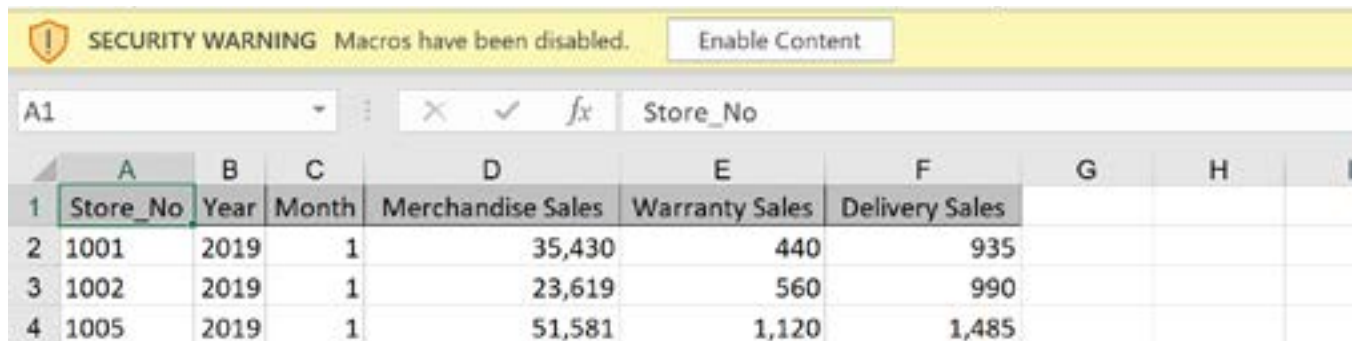 SECURITY WARNING Macros have been disabled. Enable Content
A1 fx Store_No
A B C D E F G H
1 Store_No Year Month Merchandise Sales Warranty Sales Delivery Sales
2 1001 2019 1 35,430 440 935
3 1002 2019 1 23,619 560 990
4 1005 2019 1 51,581 1,120 1,485